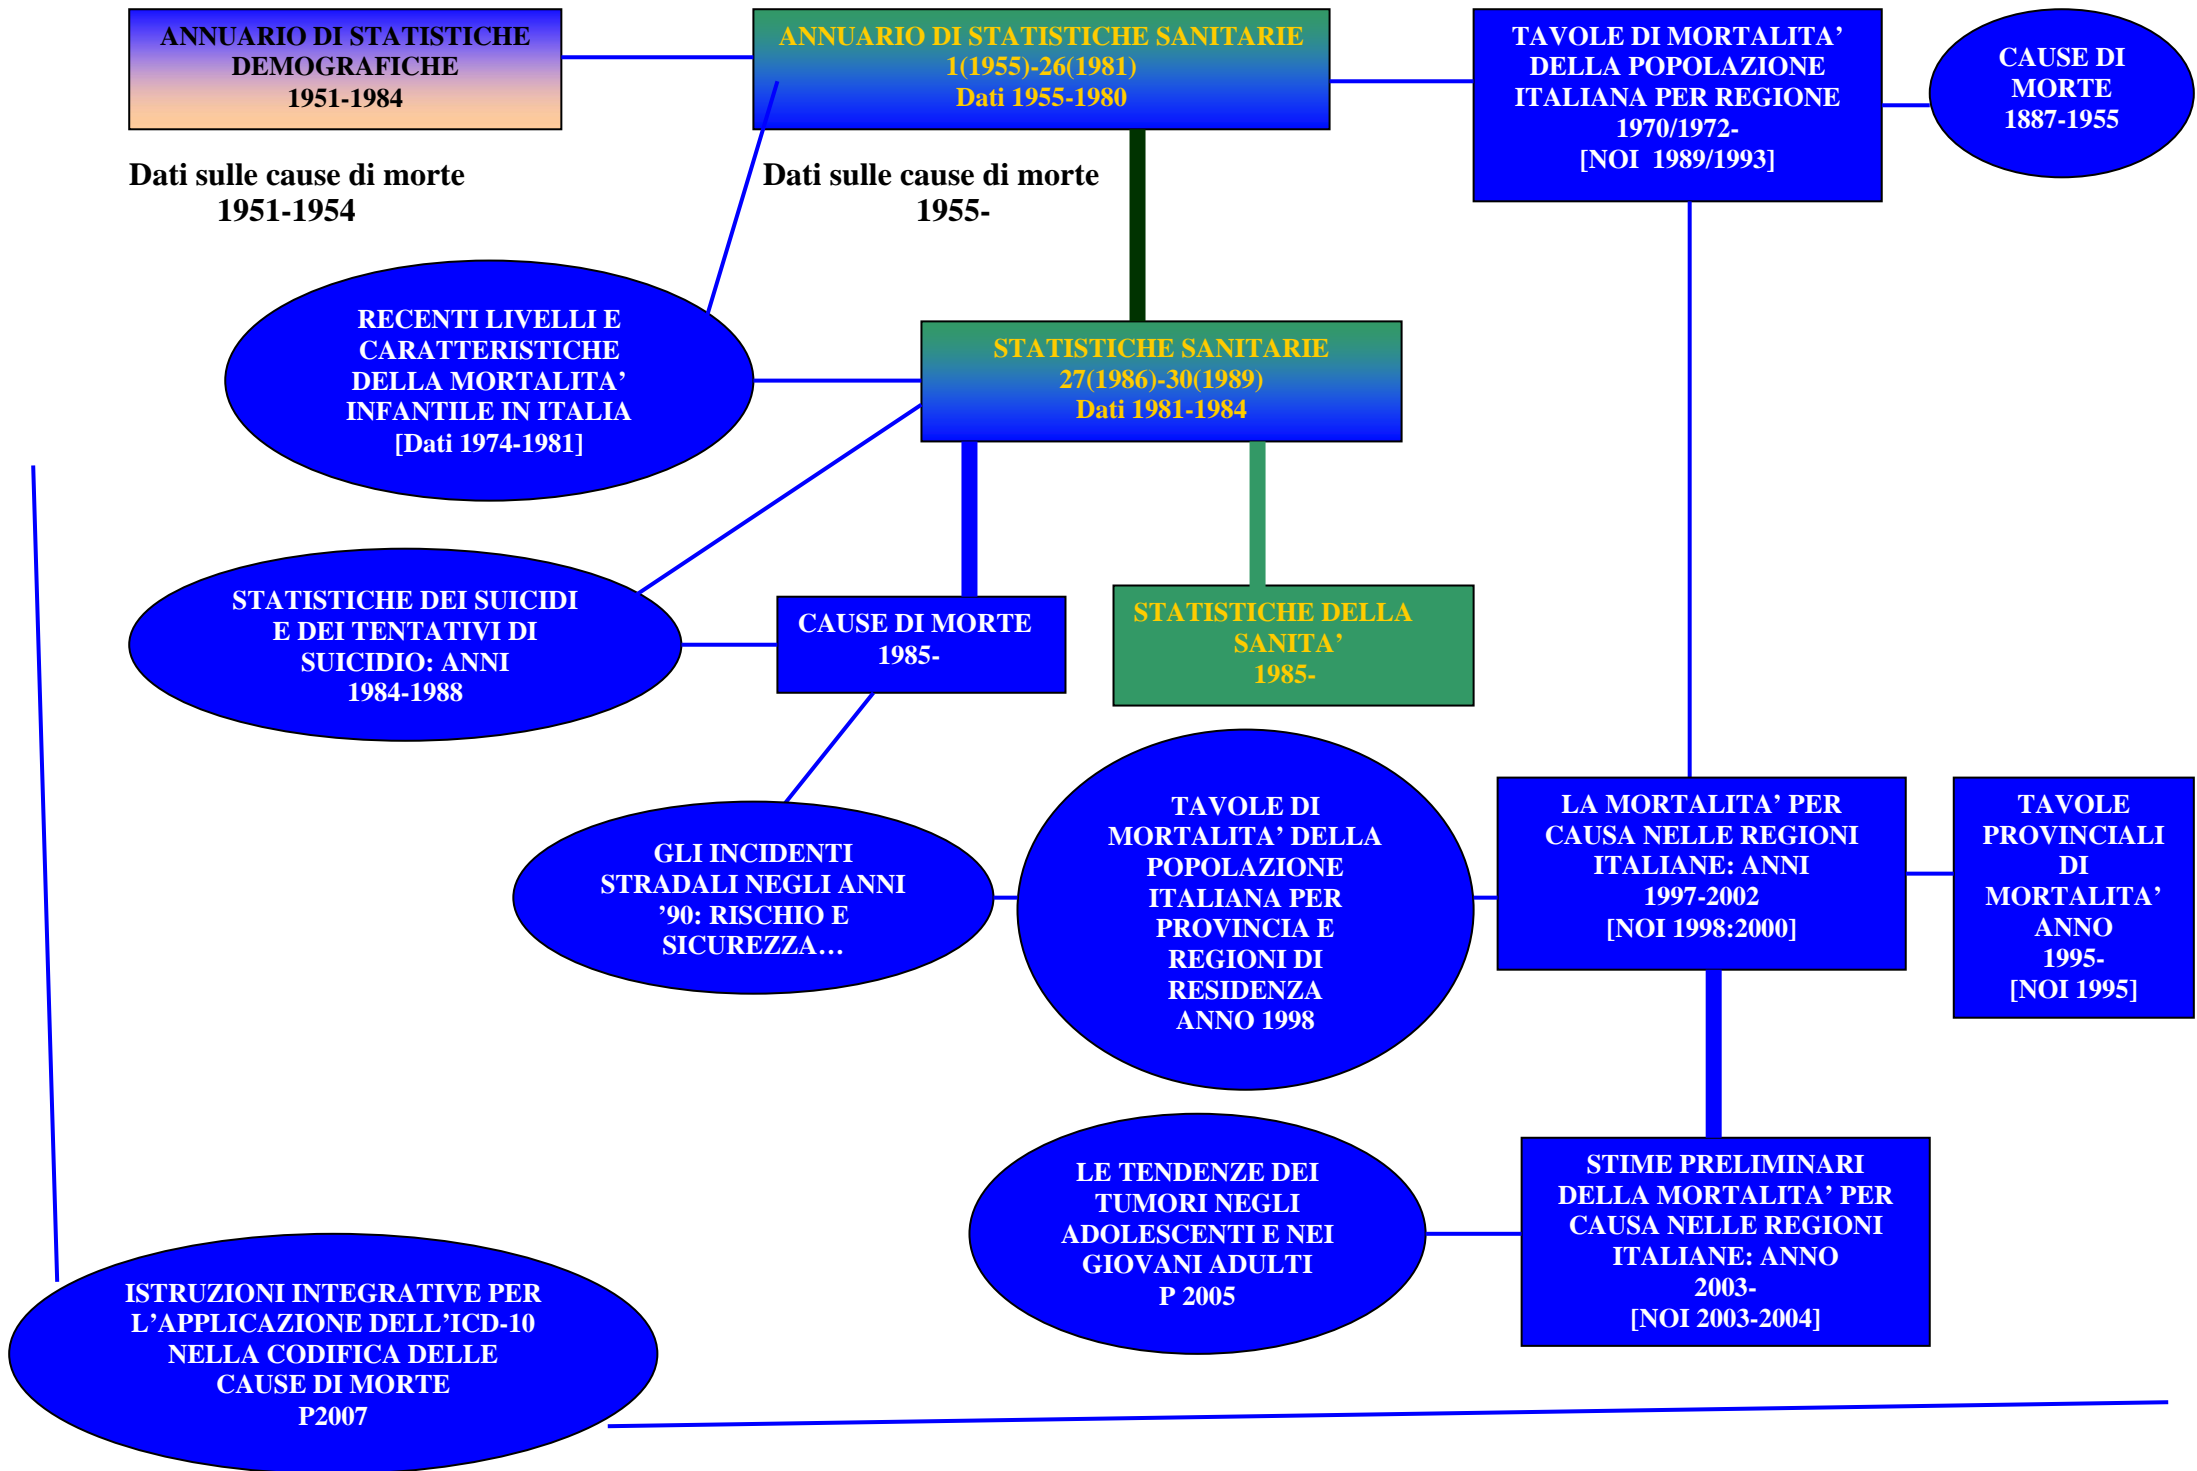 ANNUARIO DI STATISTICHE
DEMOGRAFICHE
1951-1984
ANNUARIO DI STATISTICHE SANITARIE
1(1955)-26(1981)
Dati 1955-1980
TAVOLE DI MORTALITA’
DELLA POPOLAZIONE
ITALIANA PER REGIONE
1970/1972-
[NOI  1989/1993]
CAUSE DI
MORTE
1887-1955
Dati sulle cause di morte
1951-1954
Dati sulle cause di morte
1955-
RECENTI LIVELLI E
CARATTERISTICHE
DELLA MORTALITA’
INFANTILE IN ITALIA
[Dati 1974-1981]
STATISTICHE SANITARIE
27(1986)-30(1989)
Dati 1981-1984
STATISTICHE DEI SUICIDI
E DEI TENTATIVI DI
SUICIDIO: ANNI
1984-1988
CAUSE DI MORTE
1985-
STATISTICHE DELLA
SANITA’
1985-
GLI INCIDENTI
STRADALI NEGLI ANNI
’90: RISCHIO E
SICUREZZA…
TAVOLE DI
MORTALITA’ DELLA
POPOLAZIONE
ITALIANA PER
PROVINCIA E
REGIONI DI
RESIDENZA
ANNO 1998
LA MORTALITA’ PER
CAUSA NELLE REGIONI
ITALIANE: ANNI
1997-2002
[NOI 1998:2000]
TAVOLE
PROVINCIALI
DI
MORTALITA’
ANNO
1995-
[NOI 1995]
LE TENDENZE DEI
TUMORI NEGLI
ADOLESCENTI E NEI
GIOVANI ADULTI
P 2005
STIME PRELIMINARI
DELLA MORTALITA’ PER
CAUSA NELLE REGIONI
ITALIANE: ANNO
2003-
[NOI 2003-2004]
ISTRUZIONI INTEGRATIVE PER
L’APPLICAZIONE DELL’ICD-10
NELLA CODIFICA DELLE
CAUSE DI MORTE
P2007